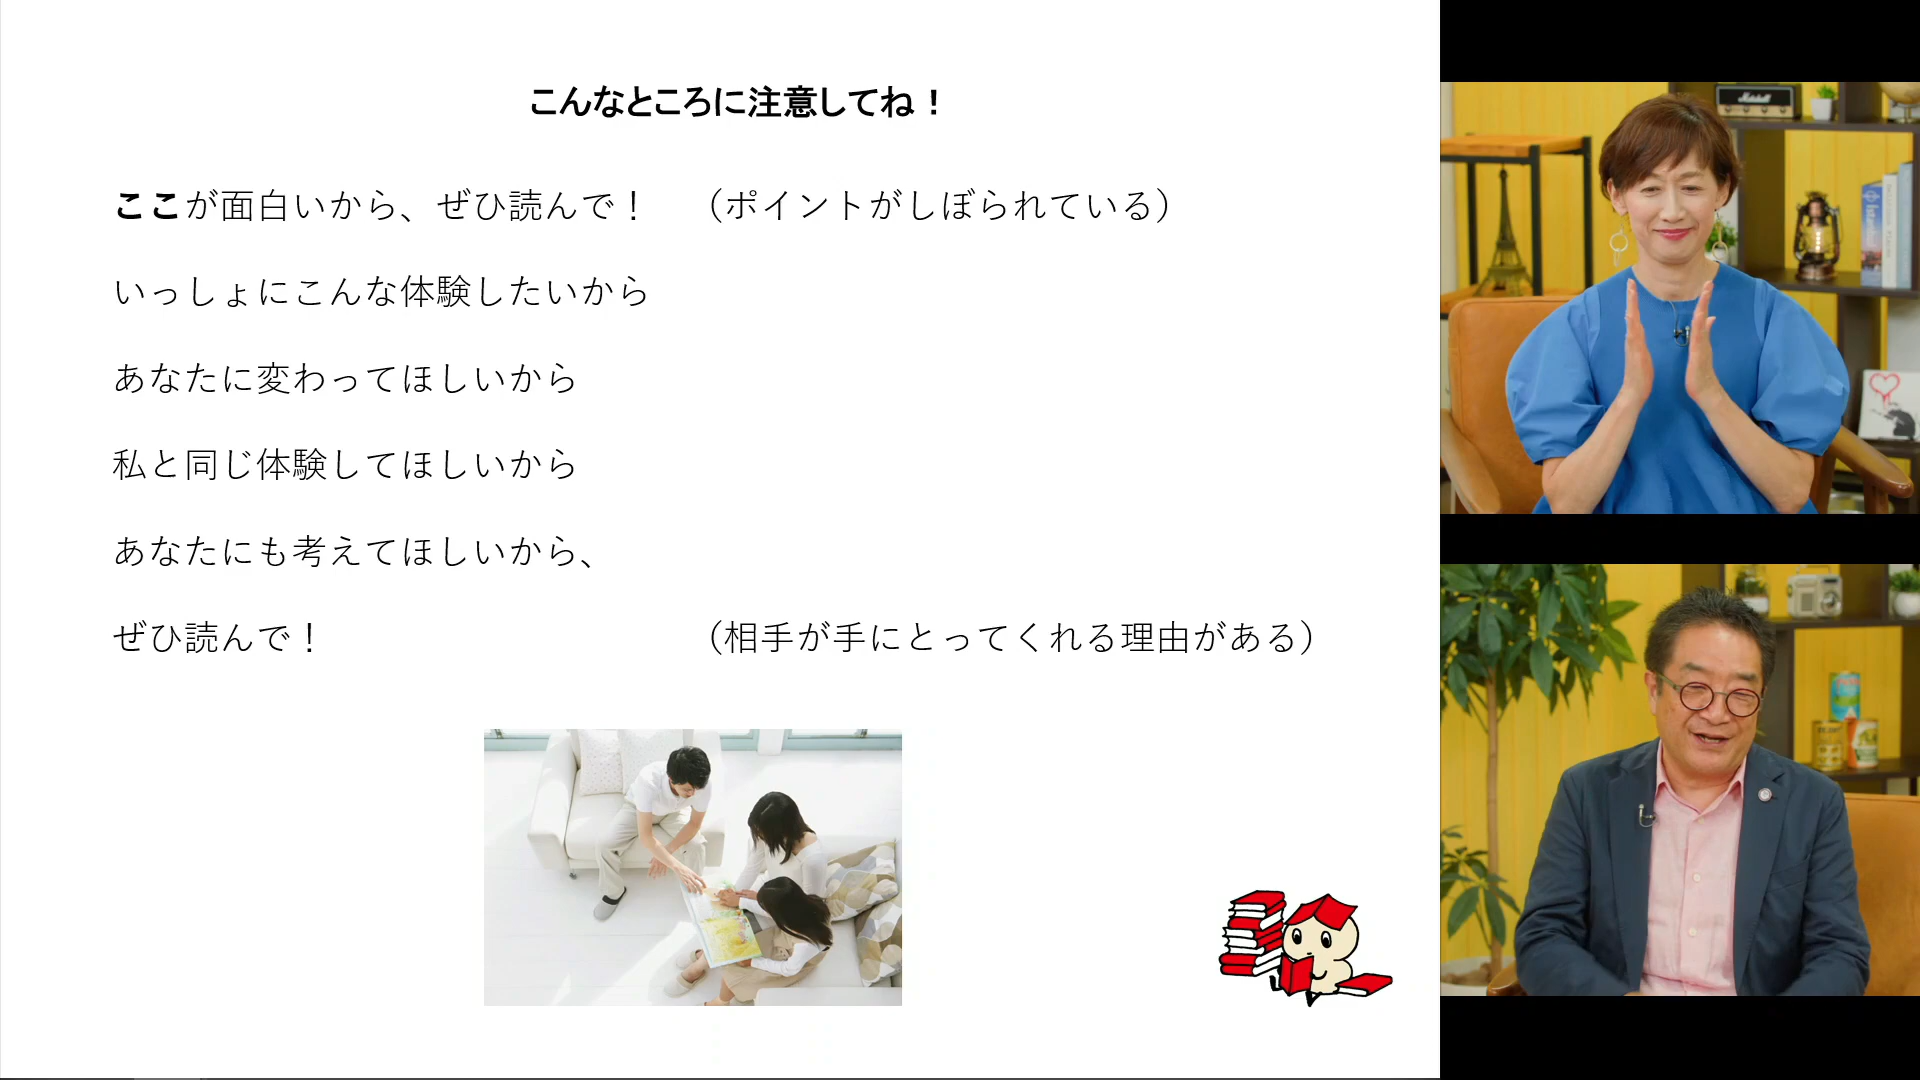 こんなところに注意してね！
ここが面白いから、ぜひ読んで！　（ポイントがしぼられている）
いっしょにこんな体験したいから
あなたに変わってほしいから
私と同じ体験してほしいから
あなたにも考えてほしいから、
ぜひ読んで！　（相手が手にとってくれる理由がある）
Marshall
Istanbul